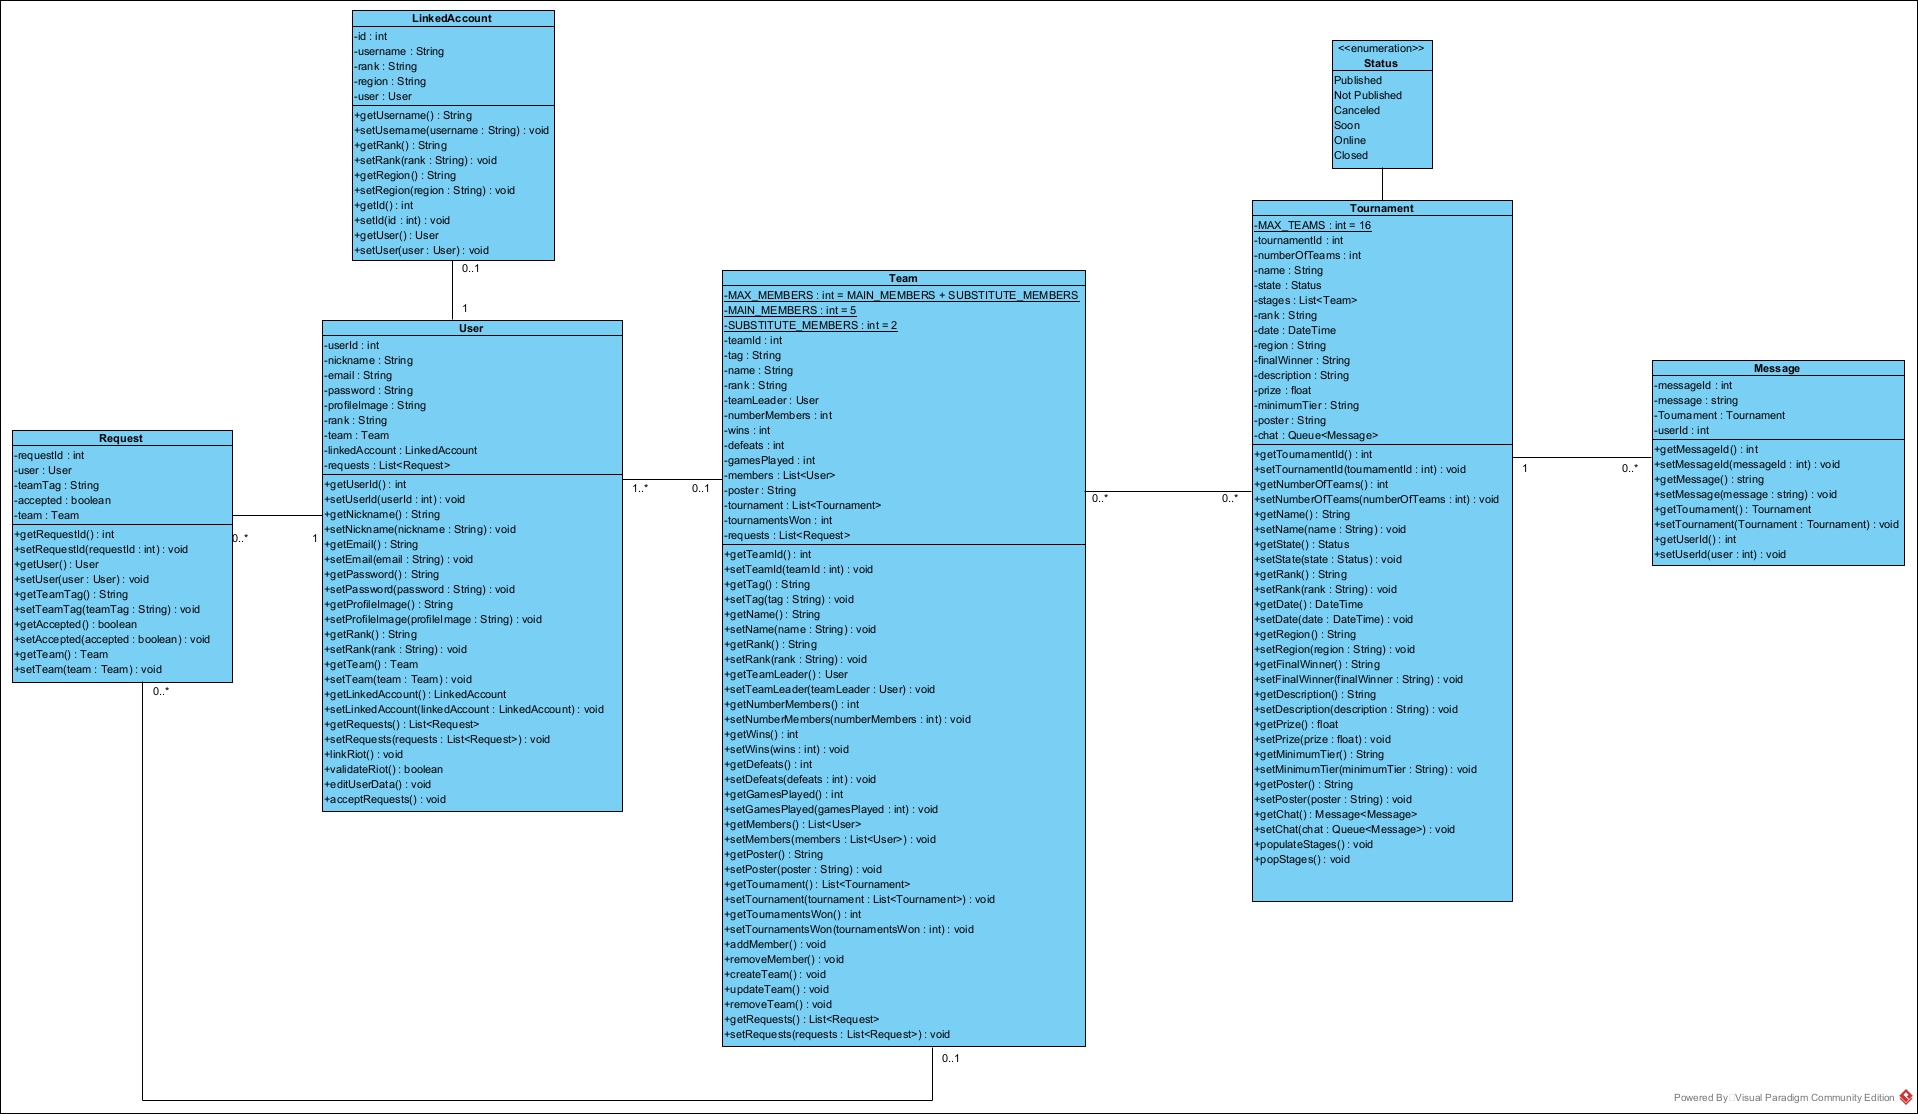 LinkedAccount
-id : int
-username : String
-rank : String
-region : String
-user : User
+getUsername() : String
+setUsername(username : String) : void
+getRank() : String
+setRank(rank : String) : void
+getRegion() : String
+setRegion(region : String) : void
+getId() : int
+setId(id : int) : void
+getUser() : User
+setUser(user : User) : void
0..1
1
User
-userId : int
-nickname : String
-email : String
-password : String
-profileImage : String
-rank : String
-team : Team
-linkedAccount : LinkedAccount
-requests : List<Request>
+getUserId() : int
+setUserId(userId : int) : void
+getNickname() : String
+setNickname(nickname : String) : void
+getEmail() : String
+setEmail(email : String) : void
+getPassword() : String
+setPassword(password : String) : void
+getProfileImage() : String
+setProfileImage(profileImage : String) : void
+getRank() : String
+setRank(rank : String) : void
+getTeam() : Team
+setTeam(team : Team) : void
+getLinkedAccount() : LinkedAccount
+setLinkedAccount(linkedAccount : LinkedAccount) : void
+getRequests() : List<Request>
+setRequests(requests : List<Request>) : void
+linkRiot() : void
+validateRiot() : boolean
+editUserData() : void
+acceptRequests() : void
Request
-requestId : int
-user : User
-teamTag : String
-accepted : boolean
-team : Team
+getRequestId() : int
+setRequestId(requestId : int) : void
+getUser() : User
+setUser(user : User) : void
+getTeamTag() : String
+setTeamTag(teamTag : String) : void
+getAccepted() : boolean
+setAccepted(accepted : boolean) : void
+getTeam() : Team
+setTeam(team : Team) : void
0..*
1
0..*
1..*
0..1
Team
-MAX_MEMBERS : int = MAIN_MEMBERS + SUBSTITUTE_MEMBERS
-MAIN_MEMBERS : int = 5
-SUBSTITUTE_MEMBERS : int = 2
-teamId : int
-tag : String
-name : String
-rank : String
-teamLeader : User
-numberMembers : int
-wins : int
-defeats : int
-gamesPlayed : int
-members : List<User>
-poster : String
-tournament : List<Tournament>
-tournamentsWon : int
-requests : List<Request>
+getTeamId() : int
+setTeamId(teamId : int) : void
+getTag() : String
+setTag(tag : String) : void
+getName() : String
+setName(name : String) : void
+getRank() : String
+setRank(rank : String) : void
+getTeamLeader() : User
+setTeamLeader(teamLeader : User) : void
+getNumberMembers() : int
+setNumberMembers(numberMembers : int) : void
+getWins() : int
+setWins(wins : int) : void
+getDefeats() : int
+setDefeats(defeats : int) : void
+getGamesPlayed() : int
+setGamesPlayed(gamesPlayed : int) : void
+getMembers() : List<User>
+setMembers(members : List<User>) : void
+getPoster() : String
+setPoster(poster : String) : void
+getTournament() : List<Tournament>
+setTournament(tournament : List<Tournament>) : void
+getTournamentsWon() : int
+setTournamentsWon(tournamentsWon : int) : void
+addMember() : void
+removeMember() : void
+createTeam() : void
+updateTeam() : void
+removeTeam() : void
+getRequests() : List<Request>
+setRequests(requests : List<Request>) : void
0..1
0..*
0..*
<<enumeration>>
Status
Published
Not Published
Canceled
Soon
Online
Closed
Tournament
-MAX_TEAMS : int = 16
-tournamentId : int
-numberOfTeams : int
-name : String
-state : Status
-stages : List<Team>
-rank : String
-date : DateTime
-region : String
-finalWinner : String
-description : String
-prize : float
-minimumTier : String
-poster : String
-chat : Queue<Message>
+getTournamentId() : int
+setTournamentId(tournamentId : int) : void
+getNumberOfTeams() : int
+setNumberOfTeams(numberOfTeams : int) : void
+getName() : String
+setName(name : String) : void
+getState() : Status
+setState(state : Status) : void
+getRank() : String
+setRank(rank : String) : void
+getDate() : DateTime
+setDate(date : DateTime) : void
+getRegion() : String
+setRegion(region : String) : void
+getFinalWinner() : String
+setFinalWinner(finalWinner : String) : void
+getDescription() : String
+setDescription(description : String) : void
+getPrize() : float
+setPrize(prize : float) : void
+getMinimumTier() : String
+setMinimumTier(minimumTier : String) : void
+getPoster() : String
+setPoster(poster : String) : void
+getChat() : Message<Message>
+setChat(chat : Queue<Message>) : void
+populateStages() : void
+popStages() : void
1
0..*
Message
-messageId : int
-message : string
-Tournament : Tournament
-userId : int
+getMessageId() : int
+setMessageId(messageId : int) : void
+getMessage() : string
+setMessage(message : string) : void
+getTournament() : Tournament
+setTournament(Tournament : Tournament) : void
+getUserId() : int
+setUserId(user : int) : void
Powered By Visual Paradigm Community Edition